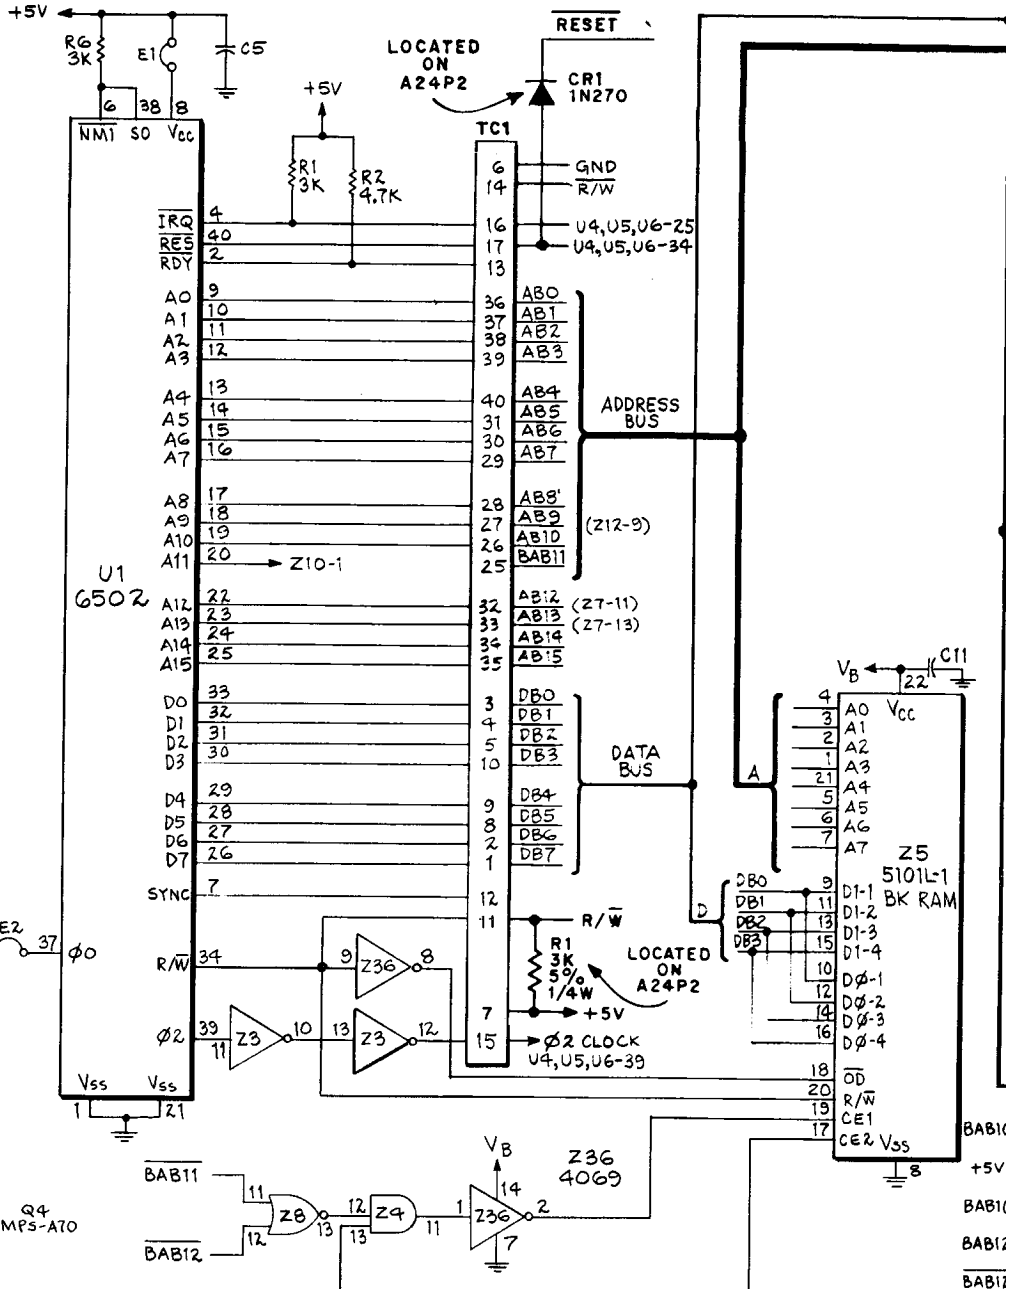 +5V
R6
3K
E1
C5
6
38
8
N̅M̅I̅
SO
VCC
+5V
R1
3K
R2
4.7K
LOCATED
ON
A24P2
R̅E̅S̅E̅T̅
CR1
1N270
TC1
6 GND
14 R̅/̅W̅
I̅R̅Q̅ 4 16 U4,U5,U6-25
R̅E̅S̅ 40 17 U4,U5,U6-34
R̅D̅Y̅ 2 13
A0 9 36 AB0
A1 10 37 AB1
A2 11 38 AB2
A3 12 39 AB3
A4 13 40 AB4
A5 14 31 AB5
A6 15 30 AB6
A7 16 29 AB7
ADDRESS
BUS
A8 17 28 AB8'
A9 18 27 AB9 (Z12-9)
A10 19 26 AB10
A11 20 Z10-1 25 BAB11
U1
6502
A12 22 32 AB12 (Z7-11)
A13 23 33 AB13 (Z7-13)
A14 24 34 AB14
A15 25 35 AB15
D0 33 3 DB0
D1 32 4 DB1
D2 31 5 DB2
D3 30 10 DB3
DATA
BUS
D4 29 9 DB4
D5 28 8 DB5
D6 27 2 DB6
D7 26 1 DB7
SYNC 7 12
11 R/W̅
E2
37 φ0
R/W̅ 34
9 Z36 8
R1
3K
5%
1/4W
LOCATED
ON
A24P2
7 +5V
φ2 39
11 Z3 10
13 Z3 12
15 φ2 CLOCK
U4,U5,U6-39
VSS VSS
1 21
VB
C11
22
VCC
A
4 A0
3 A1
2 A2
1 A3
21 A4
5 A5
6 A6
7 A7
Z5
5101L-1
BK RAM
D
DB0 9 D1-1
DB1 11 D1-2
DB2 13 D1-3
DB3 15 D1-4
10 DØ-1
12 DØ-2
14 DØ-3
16 DØ-4
18 O̅D̅
20 R/W̅
19 CE1
17 CE2
VSS
8
B̅A̅B̅1̅1̅
B̅A̅B̅1̅2̅
11
12
Z8
13
12
13
Z4
11
1
Z36
2
VB
14
7
Z36
4069
Q4
MPS-A70
BAB10
+5V
BAB10
BAB12
B̅A̅B̅1̅2̅